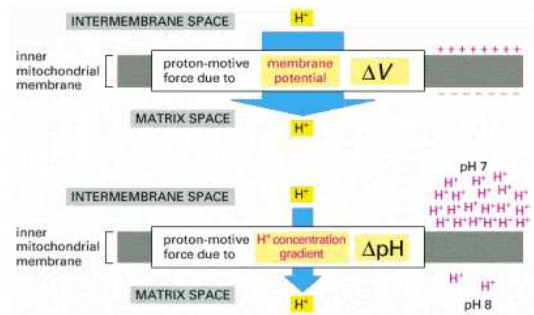 INTERMEMBRANE SPACE
H⁺
inner
mitochondrial
membrane
proton-motive
force due to
membrane
potential
ΔV
+ + + + + + + +
– – – – – – – –
MATRIX SPACE
H⁺
pH 7
INTERMEMBRANE SPACE
H⁺
H⁺ H⁺ H⁺
H⁺ H⁺ H⁺ H⁺
H⁺ H⁺ H⁺ H⁺ H⁺
H⁺ H⁺ H⁺ H⁺ H⁺ H⁺
inner
mitochondrial
membrane
proton-motive
force due to
H⁺ concentration
gradient
ΔpH
H⁺
H⁺
MATRIX SPACE
H⁺
pH 8